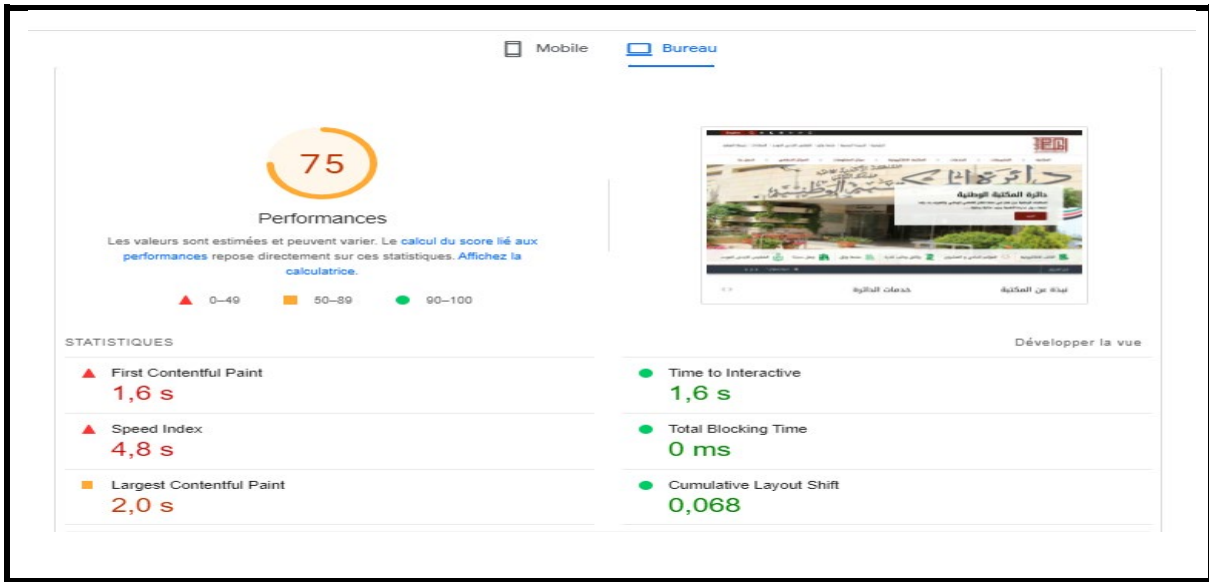 Mobile
Bureau
75
Performances
Les valeurs sont estimées et peuvent varier. Le calcul du score lié aux
performances repose directement sur ces statistiques. Affichez la
calculatrice.
0–49
50–89
90–100
دائرة المكتبة الوطنية
نبذة عن المكتبة
خدمات الدائرة
STATISTIQUES
Développer la vue
First Contentful Paint
1,6 s
Time to Interactive
1,6 s
Speed Index
4,8 s
Total Blocking Time
0 ms
Largest Contentful Paint
2,0 s
Cumulative Layout Shift
0,068